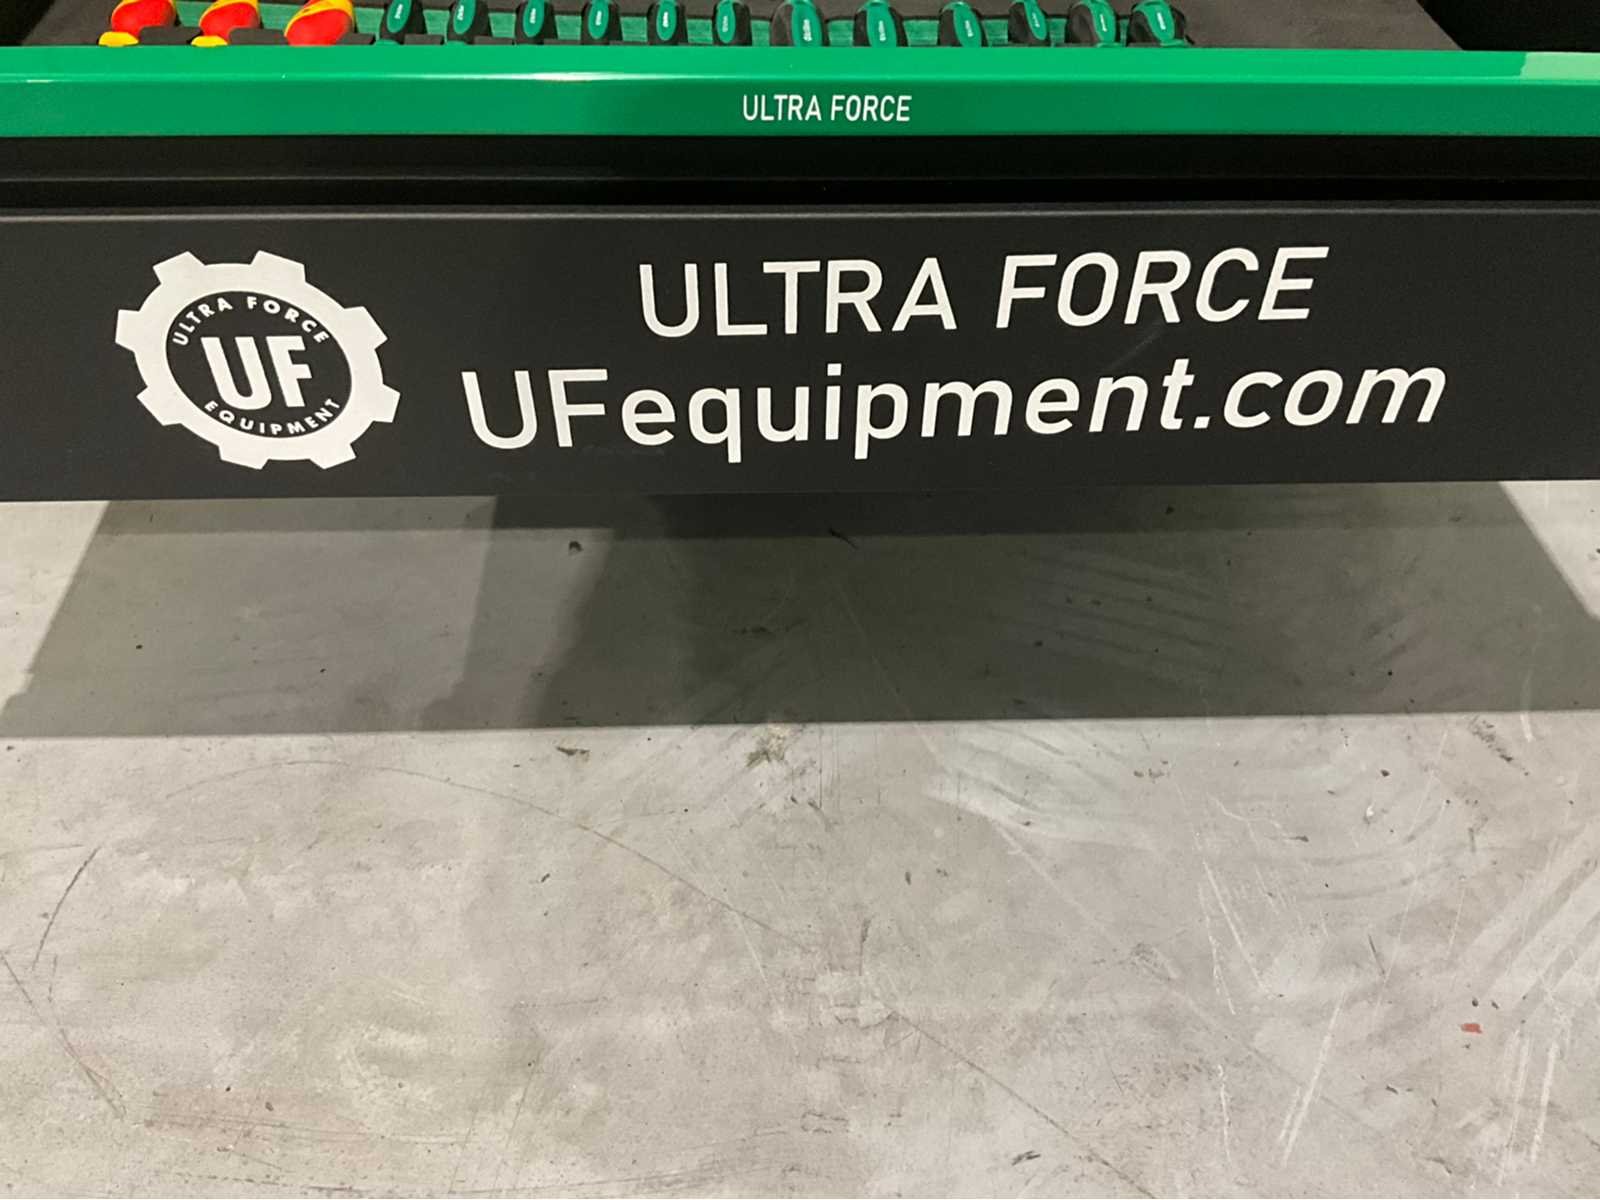 ULTRA FORCE
ULTRA FORCE
UF
EQUIPMENT
ULTRA FORCE
UFequipment.com